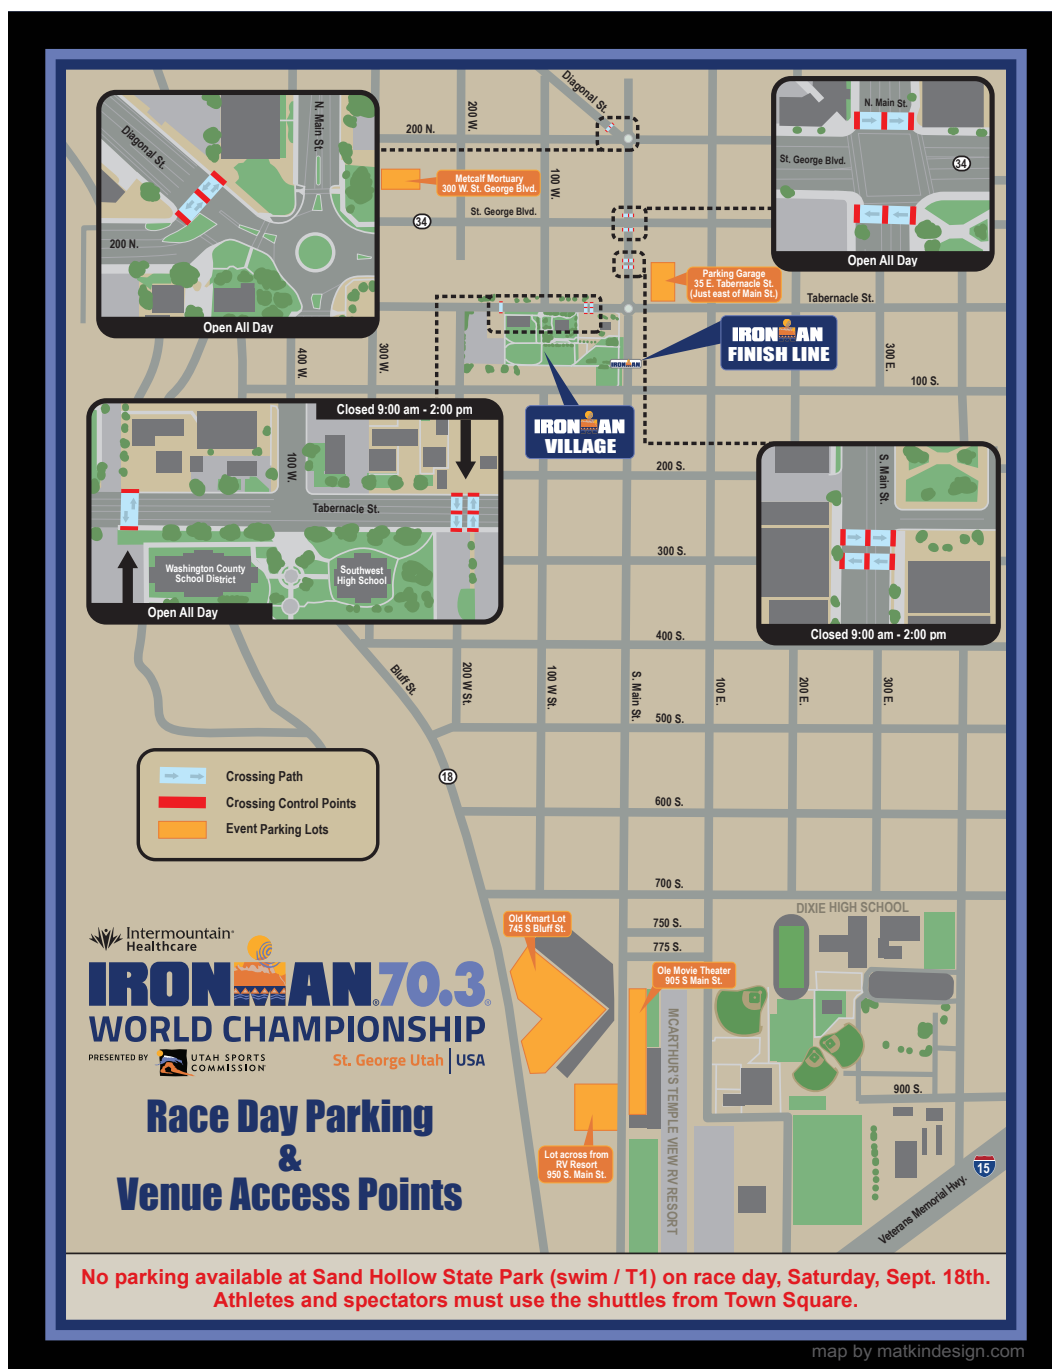 Diagonal St.
200 W.
200 N.
Metcalf Mortuary
300 W. St. George Blvd.
100 W.
St. George Blvd.
34
Diagonal St.
N. Main St.
200 N.
Open All Day
N. Main St.
St. George Blvd.
34
Open All Day
Parking Garage
35 E. Tabernacle St.
(Just east of Main St.)
Tabernacle St.
IRONMAN
IRONMAN
FINISH LINE
400 W.
300 W.
300 E.
100 S.
IRONMAN
VILLAGE
Closed 9:00 am - 2:00 pm
100 W.
Tabernacle St.
Washington County
School District
Southwest
High School
Open All Day
200 S.
S. Main St.
Closed 9:00 am - 2:00 pm
300 S.
400 S.
Bluff St.
200 W St.
100 W St.
S. Main St.
100 E.
200 E.
300 E.
500 S.
18
600 S.
700 S.
Crossing Path
Crossing Control Points
Event Parking Lots
750 S.
775 S.
DIXIE HIGH SCHOOL
Old Kmart Lot
745 S Bluff St.
Ole Movie Theater
905 S Main St.
MCARTHUR'S TEMPLE VIEW RV RESORT
900 S.
Lot across from
RV Resort
950 S. Main St.
15
Veterans Memorial Hwy.
Intermountain®
Healthcare
IRONMAN® 70.3®
WORLD CHAMPIONSHIP
PRESENTED BY UTAH SPORTS
COMMISSION
St. George Utah | USA
Race Day Parking
&
Venue Access Points
No parking available at Sand Hollow State Park (swim / T1) on race day, Saturday, Sept. 18th.
Athletes and spectators must use the shuttles from Town Square.
map by matkindesign.com